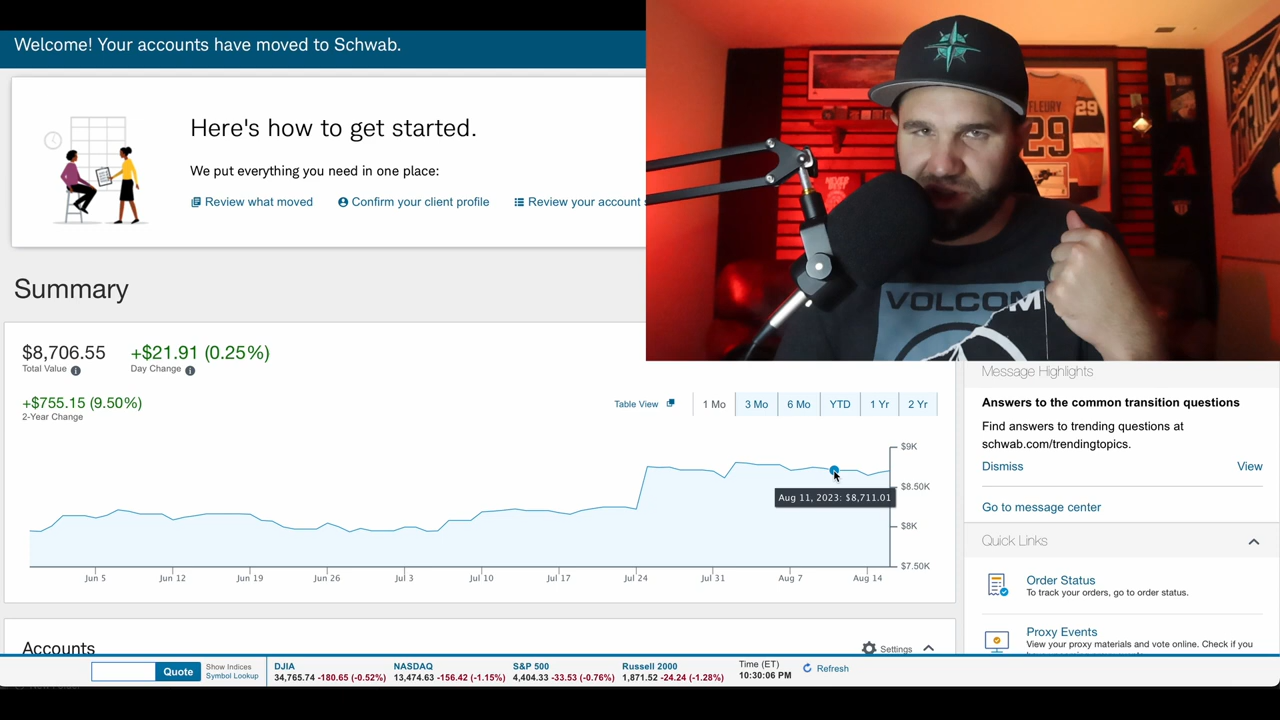 Welcome! Your accounts have moved to Schwab.
Here's how to get started.
We put everything you need in one place:
Review what moved
Confirm your client profile
Review your account
Summary
$8,706.55
+$21.91 (0.25%)
Total Value
Day Change
+$755.15 (9.50%)
2-Year Change
Table View
1 Mo
3 Mo
6 Mo
YTD
1 Yr
2 Yr
$9K
$8.50K
$8K
$7.50K
Aug 11, 2023: $8,711.01
Jun 5
Jun 12
Jun 19
Jun 26
Jul 3
Jul 10
Jul 17
Jul 24
Jul 31
Aug 7
Aug 14
Accounts
Settings
FLEURY
29
29
VOLCOM
Message Highlights
Answers to the common transition questions
Find answers to trending questions at
schwab.com/trendingtopics.
Dismiss
View
Go to message center
Quick Links
Order Status
To track your orders, go to order status.
Proxy Events
View your proxy materials and vote online. Check if you
Quote
Show Indices
Symbol Lookup
DJIA
34,765.74 -180.65 (-0.52%)
NASDAQ
13,474.63 -156.42 (-1.15%)
S&P 500
4,404.33 -33.53 (-0.76%)
Russell 2000
1,871.52 -24.24 (-1.28%)
Time (ET)
10:30:06 PM
Refresh